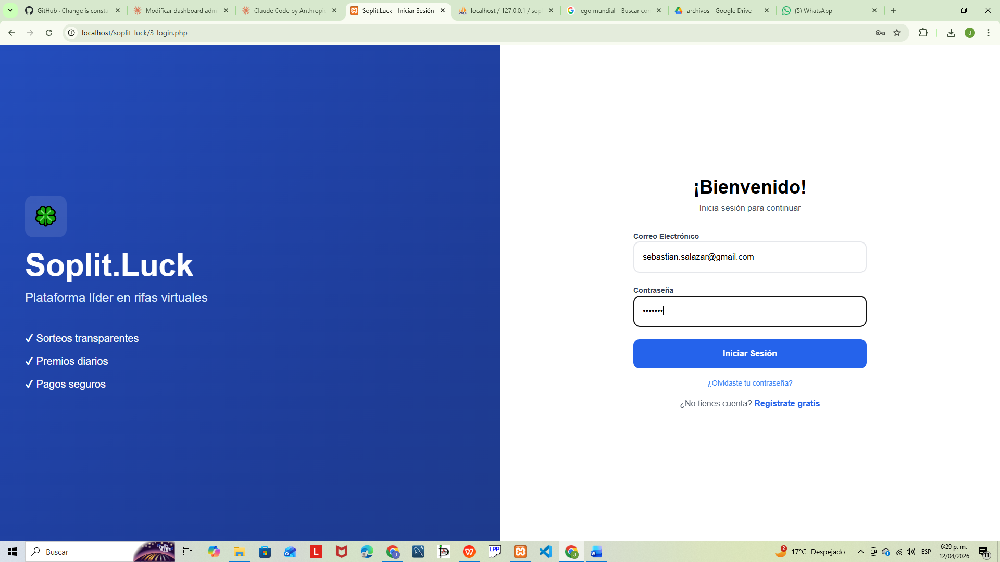 GitHub · Change is consta
Modificar dashboard adm
Claude Code by Anthropic
Soplit.Luck - Iniciar Sesión
localhost / 127.0.0.1 / sop
lego mundial - Buscar con
archivos - Google Drive
(5) WhatsApp
localhost/soplit_luck/3_login.php
J
Soplit.Luck
Plataforma líder en rifas virtuales
✓ Sorteos transparentes
✓ Premios diarios
✓ Pagos seguros
¡Bienvenido!
Inicia sesión para continuar
Correo Electrónico
sebastian.salazar@gmail.com
Contraseña
•••••••
Iniciar Sesión
¿Olvidaste tu contraseña?
¿No tienes cuenta? Regístrate gratis
Buscar
L
LPP
2
17°C Despejado
ESP
6:29 p. m.
12/04/2026
11